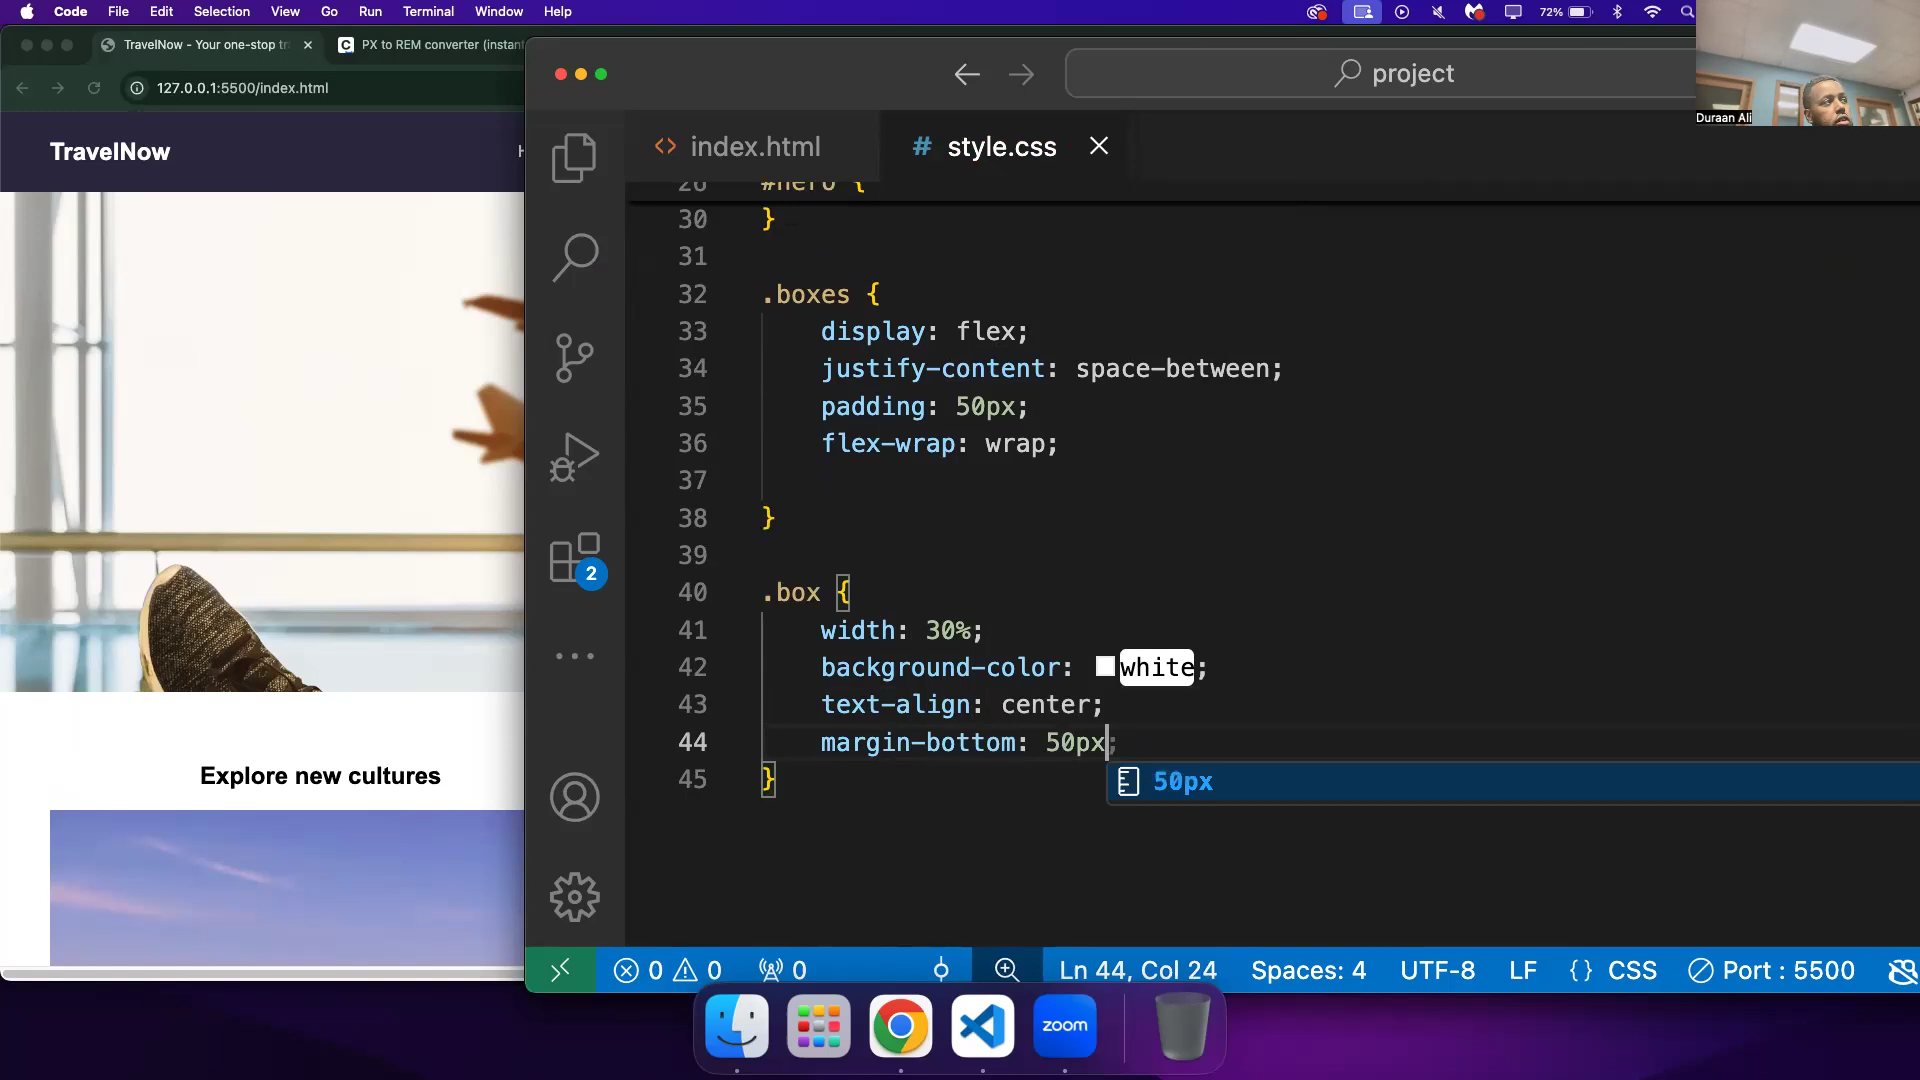 Code File Edit Selection View Go Run Terminal Window Help 72%
TravelNow - Your one-stop tr
PX to REM converter (instant
127.0.0.1:5500/index.html
project
Duraan Ali
TravelNow
index.html
# style.css
#hero {
30 }
31
32 .boxes {
33 display: flex;
34 justify-content: space-between;
35 padding: 50px;
36 flex-wrap: wrap;
37
38 }
39
40 .box {
41 width: 30%;
42 background-color: white;
43 text-align: center;
44 margin-bottom: 50px;
45 }
50px
2
Explore new cultures
0 0 0 Ln 44, Col 24 Spaces: 4 UTF-8 LF {} CSS Port : 5500
zoom